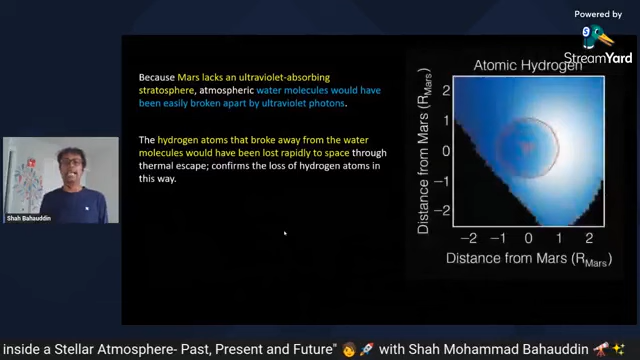 Powered by
StreamYard
Because Mars lacks an ultraviolet-absorbing
stratosphere, atmospheric water molecules would have
been easily broken apart by ultraviolet photons.
The hydrogen atoms that broke away from the water
molecules would have been lost rapidly to space through
thermal escape; confirms the loss of hydrogen atoms in
this way.
Atomic Hydrogen
Distance from Mars (RMars)
2
1
0
−1
−2
−2 −1 0 1 2
Distance from Mars (RMars)
Shah Bahauddin
inside a Stellar Atmosphere- Past, Present and Future" 🧑🚀 with Shah Mohammad Bahauddin 🔭✨